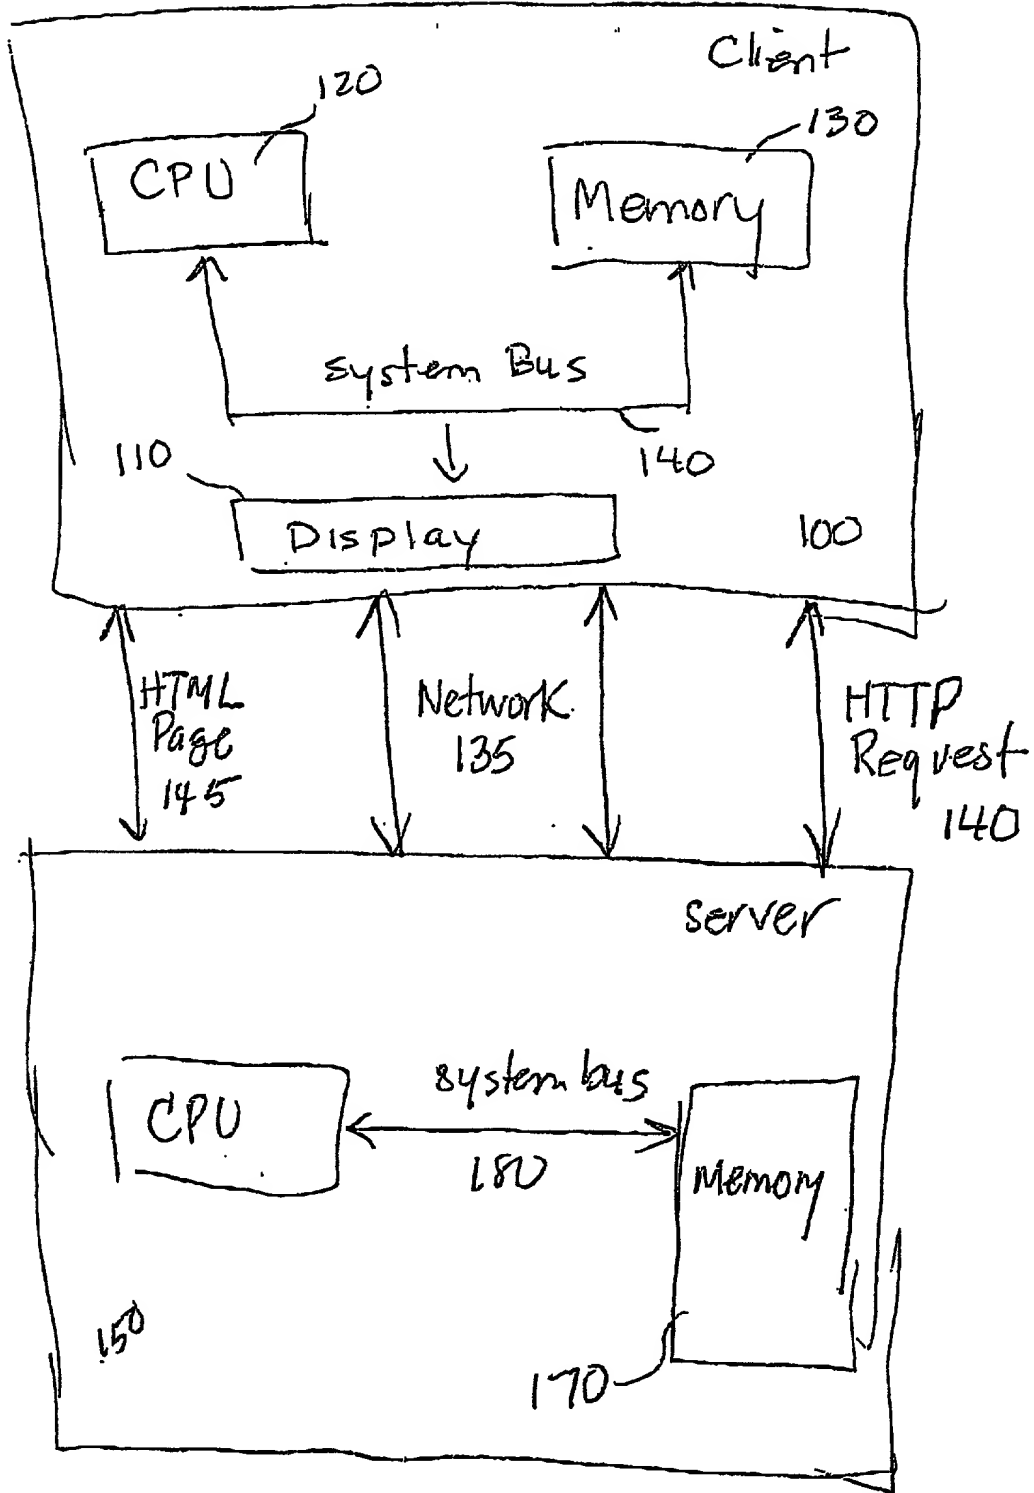 Client
120
130
CPU
Memory
system Bus
110
140
Display
100
HTML
Page
145
Network
135
HTTP
Request
140
server
system bus
CPU
180
Memory
150
170